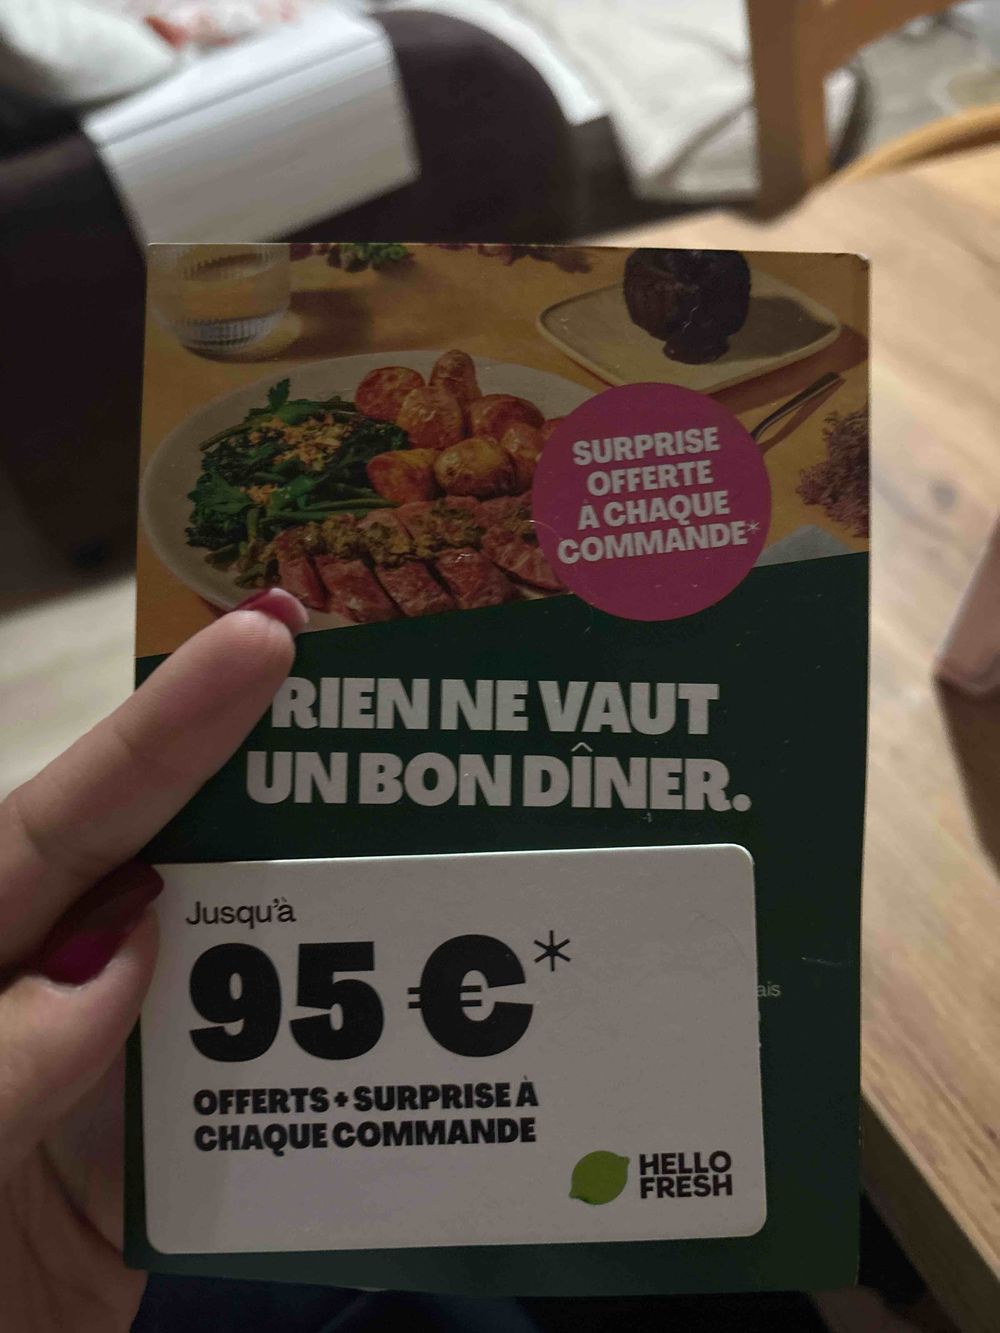 SURPRISE
OFFERTE
À CHAQUE
COMMANDE*
RIEN NE VAUT
UN BON DÎNER.
Jusqu'à
95 €*
OFFERTS + SURPRISE À
CHAQUE COMMANDE
HELLO
FRESH